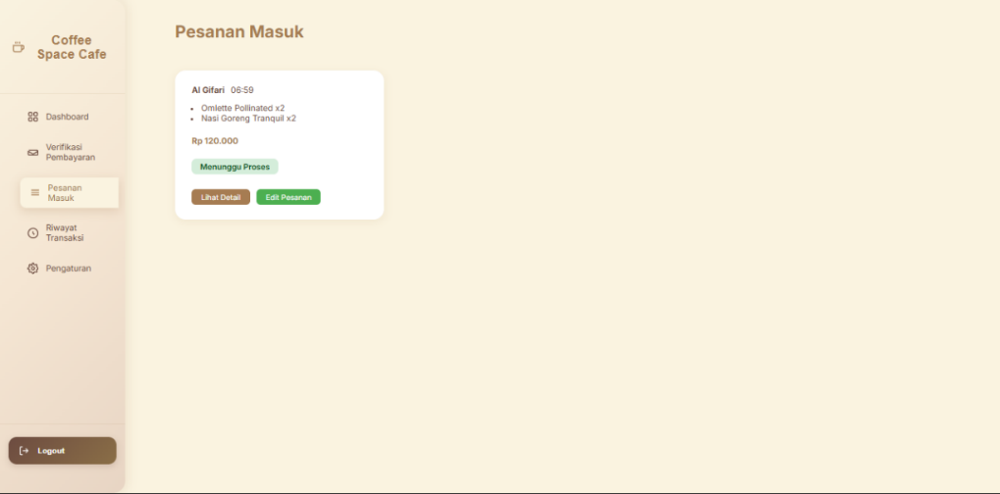 Coffee
Space Cafe
Dashboard
Verifikasi
Pembayaran
Pesanan
Masuk
Riwayat
Transaksi
Pengaturan
Logout
Pesanan Masuk
Al Gifari 06:59
• Omlette Pollinated x2
• Nasi Goreng Tranquil x2
Rp 120.000
Menunggu Proses
Lihat Detail Edit Pesanan